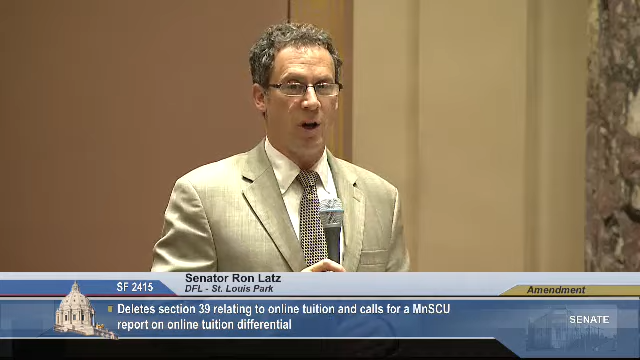 Senator Ron Latz
SF 2415
DFL - St. Louis Park
Amendment
Deletes section 39 relating to online tuition and calls for a MnSCU
report on online tuition differential
SENATE